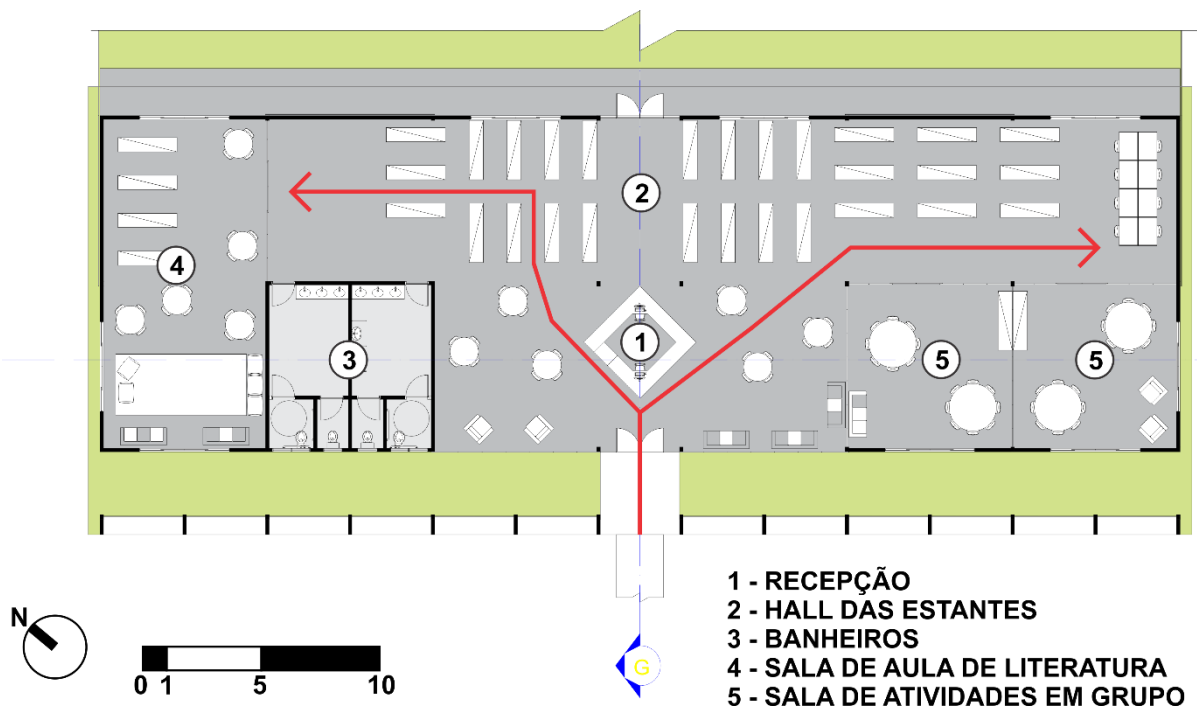 2
4
1
3
5
5
N
0 1 5 10
G
1 - RECEPÇÃO
2 - HALL DAS ESTANTES
3 - BANHEIROS
4 - SALA DE AULA DE LITERATURA
5 - SALA DE ATIVIDADES EM GRUPO